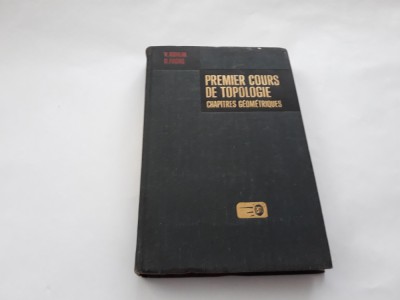 PREMIER COURS
DE TOPOLOGIE
CHAPITRES GÉOMÉTRIQUES